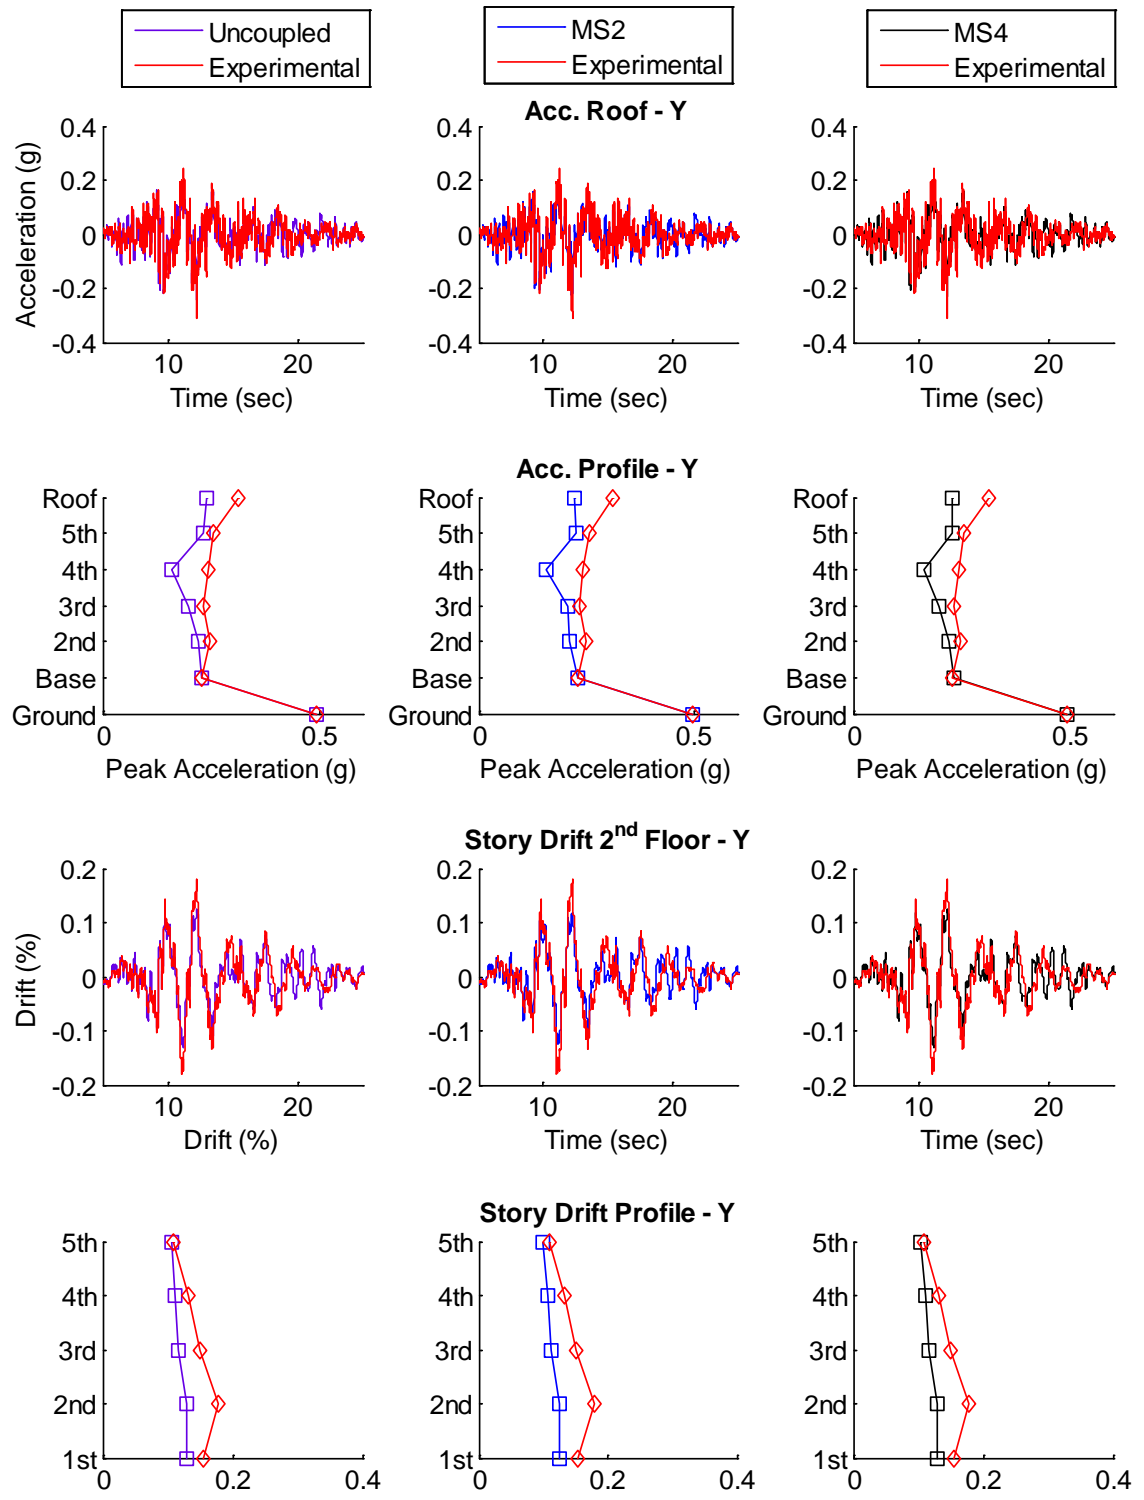 Uncoupled
Experimental
MS2
Experimental
MS4
Experimental
Acc. Roof - Y
Acceleration (g)
0.4
0.2
0
-0.2
-0.4
10 20
Time (sec)
0.4
0.2
0
-0.2
-0.4
10 20
Time (sec)
0.4
0.2
0
-0.2
-0.4
10 20
Time (sec)
Acc. Profile - Y
Roof
5th
4th
3rd
2nd
Base
Ground
0 0.5
Peak Acceleration (g)
Roof
5th
4th
3rd
2nd
Base
Ground
0 0.5
Peak Acceleration (g)
Roof
5th
4th
3rd
2nd
Base
Ground
0 0.5
Peak Acceleration (g)
Story Drift 2nd Floor - Y
Drift (%)
0.2
0.1
0
-0.1
-0.2
10 20
Drift (%)
0.2
0.1
0
-0.1
-0.2
10 20
Time (sec)
0.2
0.1
0
-0.1
-0.2
10 20
Time (sec)
Story Drift Profile - Y
5th
4th
3rd
2nd
1st
0 0.2 0.4
5th
4th
3rd
2nd
1st
0 0.2 0.4
5th
4th
3rd
2nd
1st
0 0.2 0.4